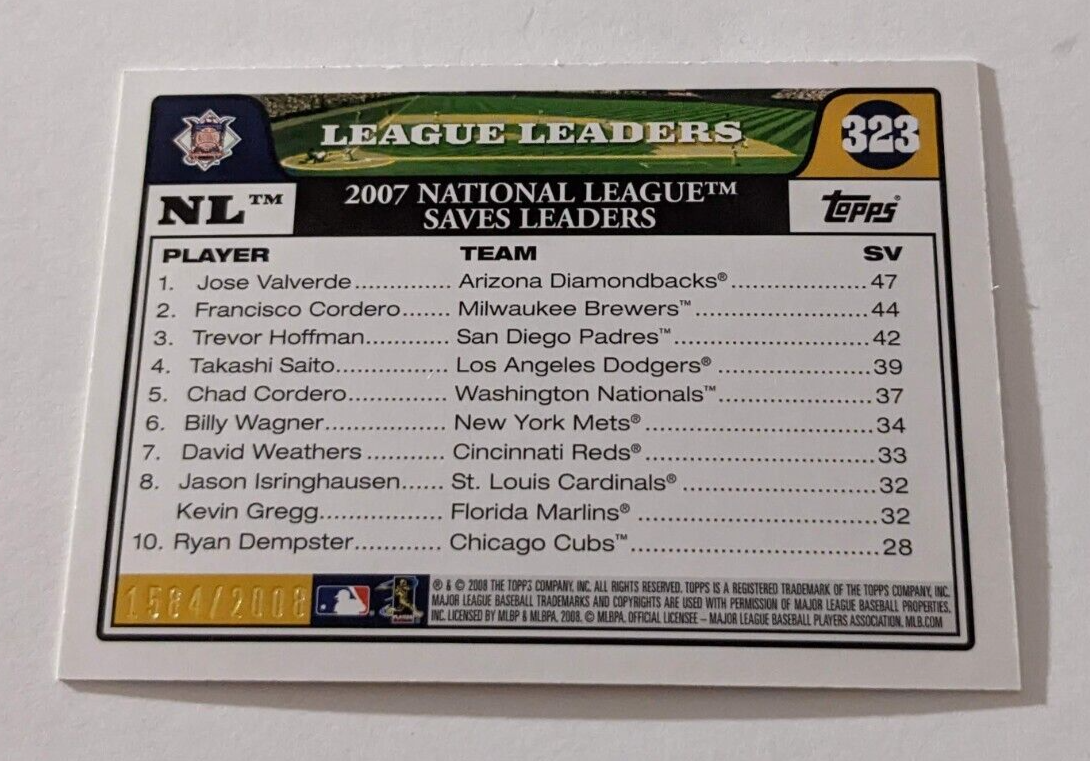 LEAGUE LEADERS
323
NL™
2007 NATIONAL LEAGUE™
SAVES LEADERS
topps®
PLAYER TEAM SV
1. Jose Valverde.............. Arizona Diamondbacks®....................47
2. Francisco Cordero....... Milwaukee Brewers™..........................44
3. Trevor Hoffman............ San Diego Padres™.............................42
4. Takashi Saito................ Los Angeles Dodgers® .......................39
5. Chad Cordero.............. Washington Nationals™.......................37
6. Billy Wagner................. New York Mets®..................................34
7. David Weathers ........... Cincinnati Reds®..................................33
8. Jason Isringhausen...... St. Louis Cardinals® ............................32
Kevin Gregg.................. Florida Marlins® ...................................32
10. Ryan Dempster............ Chicago Cubs™....................................28
1584/2008
® & © 2008 THE TOPPS COMPANY, INC. ALL RIGHTS RESERVED. TOPPS IS A REGISTERED TRADEMARK OF THE TOPPS COMPANY, INC.
MAJOR LEAGUE BASEBALL TRADEMARKS AND COPYRIGHTS ARE USED WITH PERMISSION OF MAJOR LEAGUE BASEBALL PROPERTIES,
INC. LICENSED BY MLBP & MLBPA. 2008. © MLBPA. OFFICIAL LICENSEE – MAJOR LEAGUE BASEBALL PLAYERS ASSOCIATION. MLB.COM